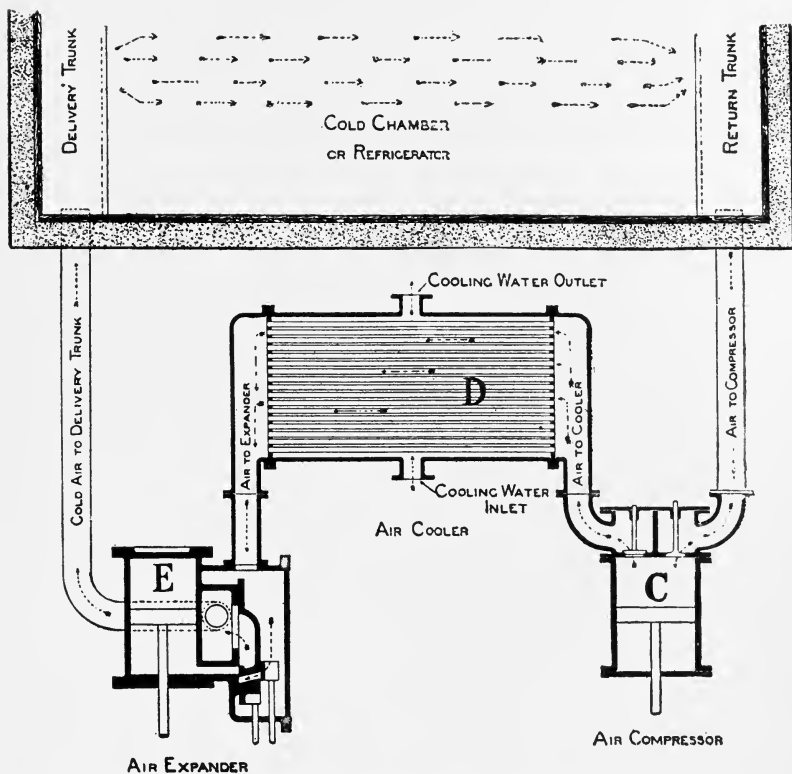 DELIVERY TRUNK
COLD CHAMBER
OR REFRIGERATOR
RETURN TRUNK
COOLING WATER OUTLET
COLD AIR TO DELIVERY TRUNK
AIR TO EXPANDER
D
AIR TO COOLER
AIR TO COMPRESSOR
COOLING WATER
INLET
AIR COOLER
E
C
AIR COMPRESSOR
AIR EXPANDER